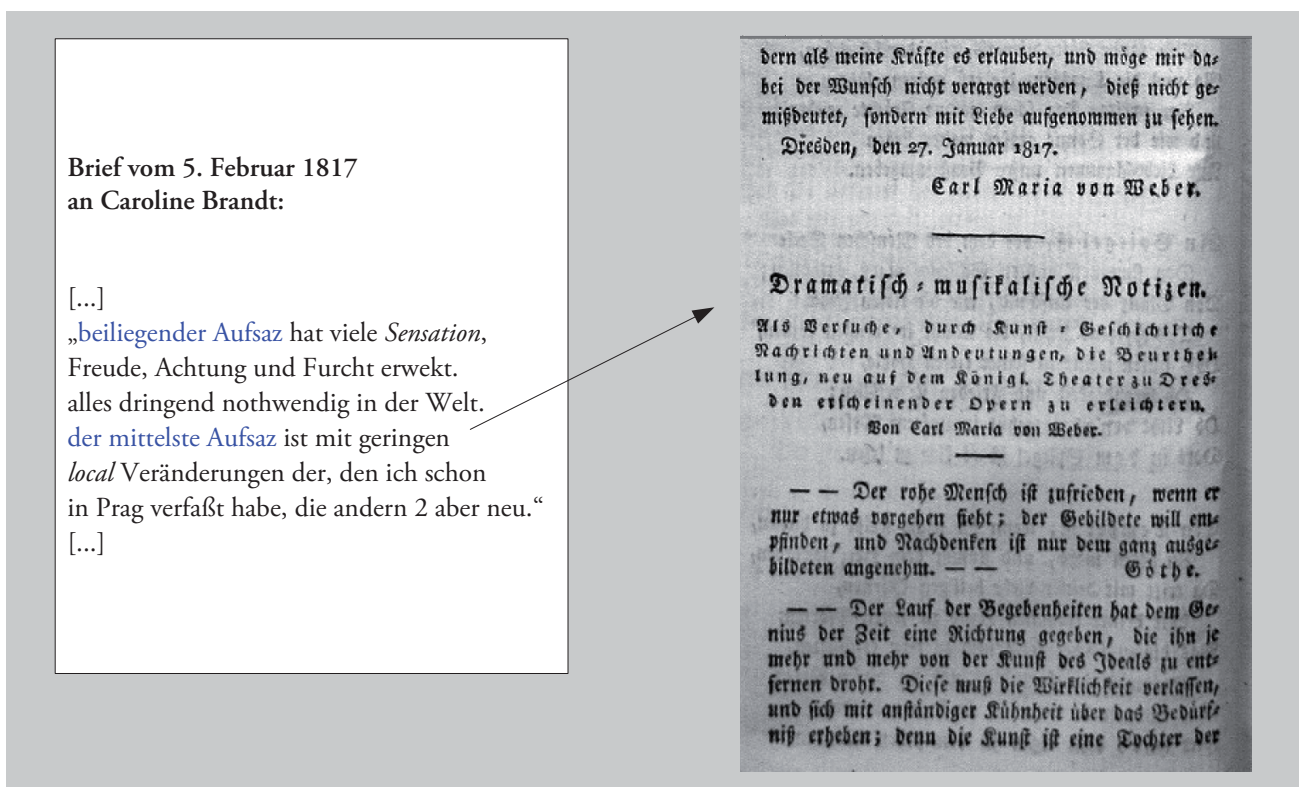 Brief vom 5. Februar 1817
an Caroline Brandt:
[...]
„beiliegender Aufsaz hat viele Sensation,
Freude, Achtung und Furcht erwekt.
alles dringend nothwendig in der Welt.
der mittelste Aufsaz ist mit geringen
local Veränderungen der, den ich schon
in Prag verfaßt habe, die andern 2 aber neu.“
[...]
dern als meine Kräfte es erlauben, und möge mir da⸗
bei der Wunsch nicht verargt werden, dieß nicht ge⸗
mißdeutet, sondern mit Liebe aufgenommen zu sehen.
Dresden, den 27. Januar 1817.
Carl Maria von Weber.
Dramatisch⸗musikalische Notizen.
Als Versuche, durch Kunst⸗Geschichtliche
Nachrichten und Andeutungen, die Beurthei⸗
lung, neu auf dem Königl. Theater zu Dres⸗
den erscheinender Opern zu erleichtern.
Von Carl Maria von Weber.
— — Der rohe Mensch ist zufrieden, wenn er
nur etwas vorgehen sieht; der Gebildete will em⸗
pfinden, und Nachdenken ist nur dem ganz ausge⸗
bildeten angenehm. — — Göthe.
— — Der Lauf der Begebenheiten hat dem Ge⸗
nius der Zeit eine Richtung gegeben, die ihn je
mehr und mehr von der Kunst des Ideals zu ent⸗
fernen droht. Diese muß die Wirklichkeit verlassen,
und sich mit anständiger Kühnheit über das Bedürf⸗
niß erheben; denn die Kunst ist eine Tochter der